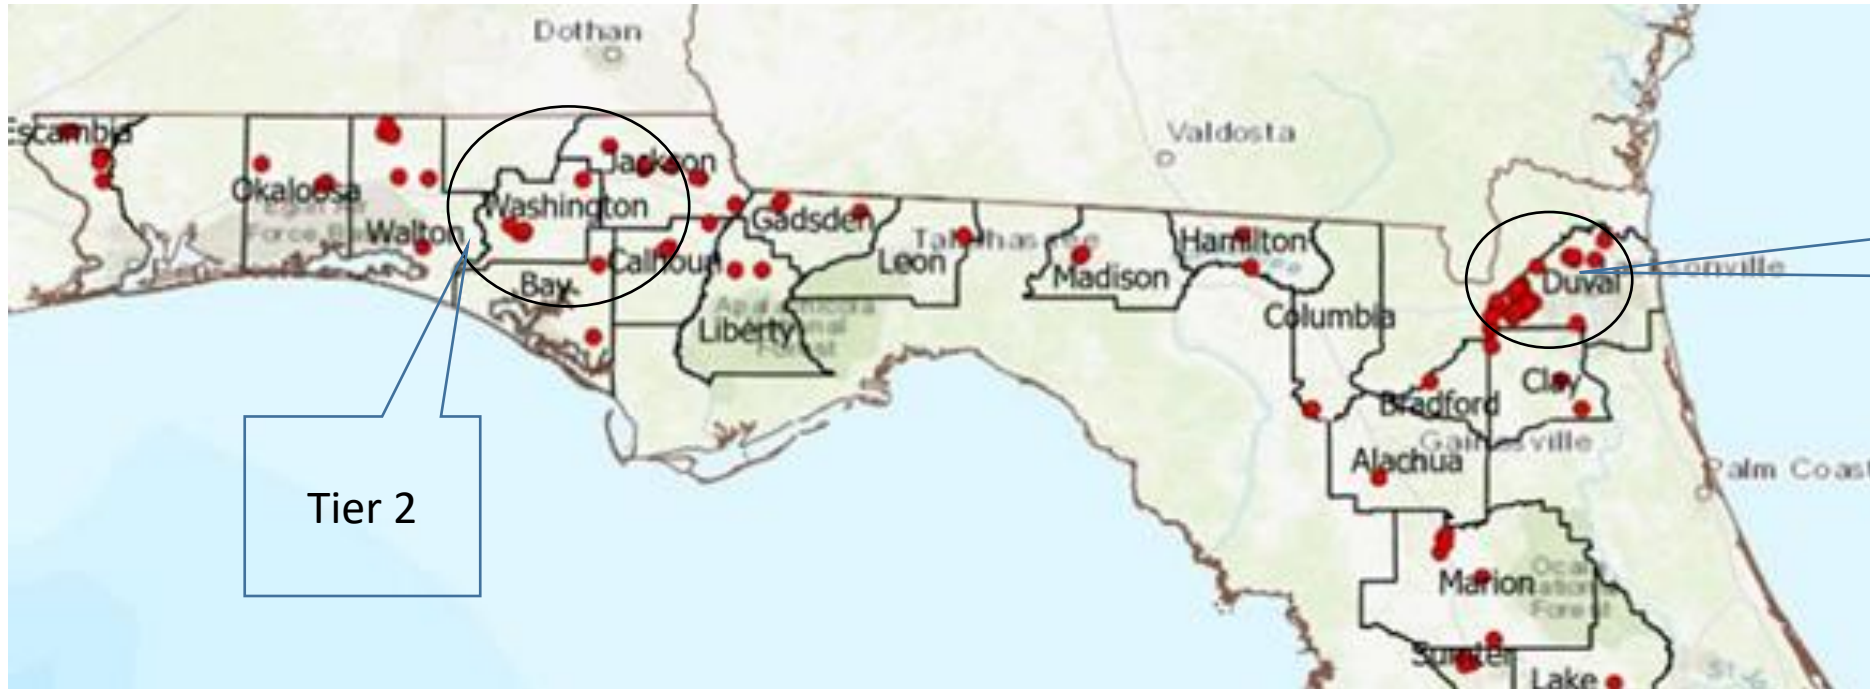 Dothan
Valdosta
Escambia
Jackson
Okaloosa
Washington
Walton
Gadsden
Calhoun
Leon
Hamilton
Madison
Bay
Duval
Liberty
Columbia
Clay
Bradford
Gainesville
Alachua
Palm Coast
Tier 2
Marion
Sumter
Lake